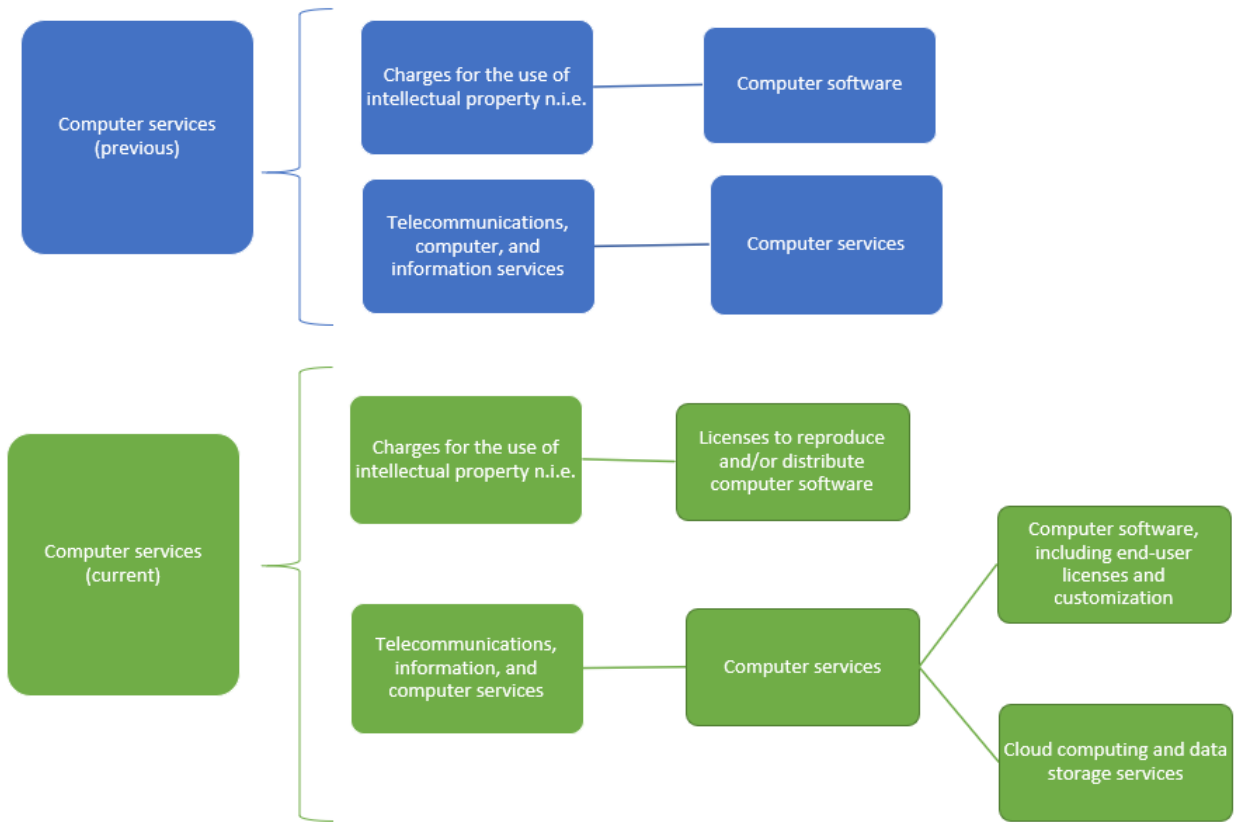 Computer services
(previous)
Charges for the use of
intellectual property n.i.e.
Computer software
Telecommunications,
computer, and
information services
Computer services
Computer services
(current)
Charges for the use of
intellectual property n.i.e.
Licenses to reproduce
and/or distribute
computer software
Telecommunications,
information, and
computer services
Computer services
Computer software,
including end-user
licenses and
customization
Cloud computing and data
storage services